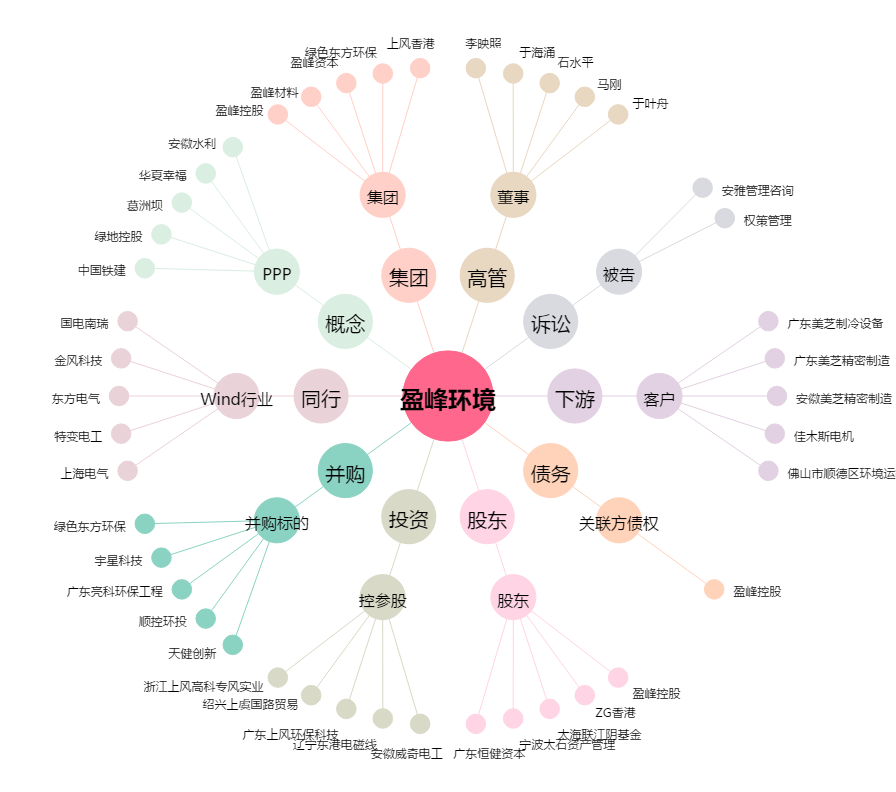 上风香港
绿色东方环保
盈峰资本
盈峰材料
盈峰控股
李映照
于海涌
石水平
马刚
于叶舟
集团
董事
安徽水利
华夏幸福
葛洲坝
绿地控股
中国铁建
PPP
安雅管理咨询
权策管理
被告
集团
高管
概念
诉讼
国电南瑞
金风科技
东方电气
特变电工
上海电气
Wind行业
同行
盈峰环境
下游
客户
广东美芝制冷设备
广东美芝精密制造
安徽美芝精密制造
佳木斯电机
佛山市顺德区环境运
并购
债务
投资
股东
并购标的
关联方债权
绿色东方环保
宇星科技
广东亮科环保工程
顺控环投
天健创新
盈峰控股
控参股
股东
浙江上风高科专风实业
绍兴上虞国路贸易
广东上风环保科技
辽宁东港电磁线
安徽威奇电工
盈峰控股
ZG香港
太海联江阴基金
宁波太石资产管理
广东恒健资本